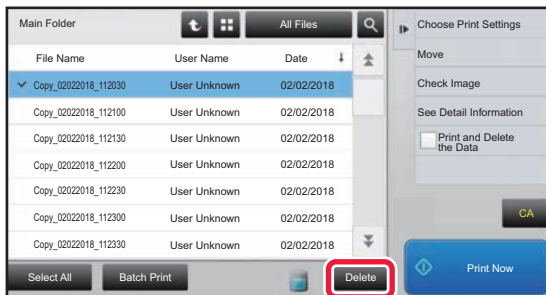 Main Folder
All Files
File Name User Name Date
Copy_02022018_112030 User Unknown 02/02/2018
Copy_02022018_112100 User Unknown 02/02/2018
Copy_02022018_112130 User Unknown 02/02/2018
Copy_02022018_112200 User Unknown 02/02/2018
Copy_02022018_112230 User Unknown 02/02/2018
Copy_02022018_112300 User Unknown 02/02/2018
Copy_02022018_112330 User Unknown 02/02/2018
Select All Batch Print Delete
Choose Print Settings
Move
Check Image
See Detail Information
Print and Delete
the Data
CA
Print Now